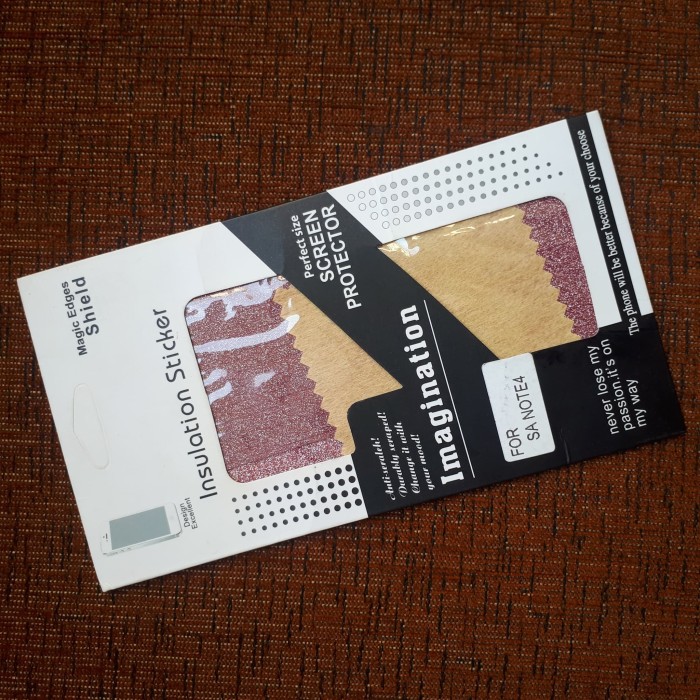 Magic Edges
Shield
Insulation Sticker
Design
Excellent
Perfect size
SCREEN
PROTECTOR
Anti-scratch!
Durably scraped!
Change it with
your mood!
Imagination
FOR
SA NOTE4
never lose my
passion.it's on
my way
The phone will be better becanse of your choose